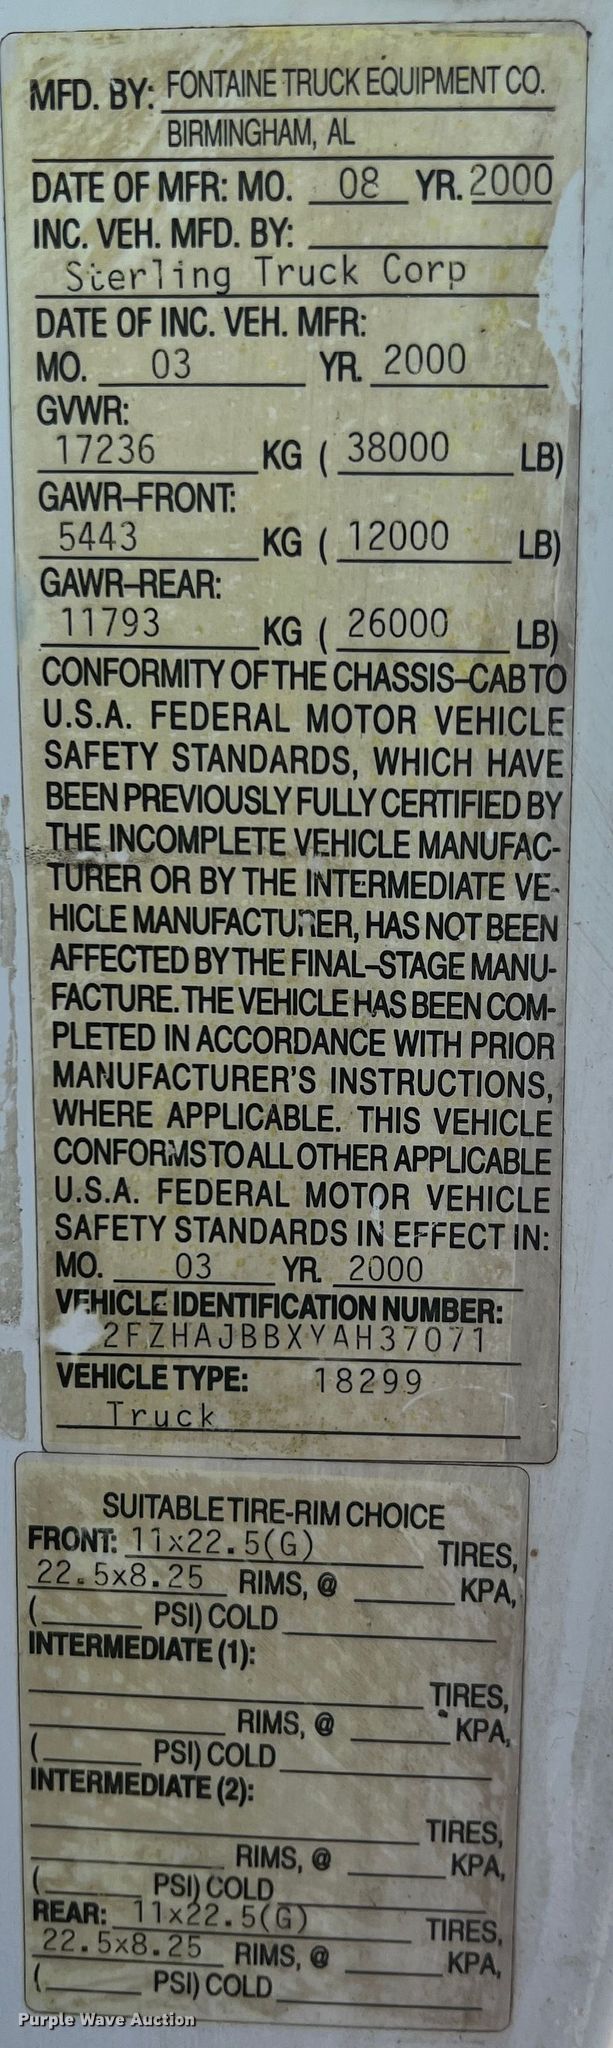 MFD. BY: FONTAINE TRUCK EQUIPMENT CO.
BIRMINGHAM, AL
DATE OF MFR: MO. 08 YR. 2000
INC. VEH. MFD. BY:
Sterling Truck Corp
DATE OF INC. VEH. MFR:
MO. 03 YR. 2000
GVWR:
17236 KG ( 38000 LB)
GAWR-FRONT:
5443 KG ( 12000 LB)
GAWR-REAR:
11793 KG ( 26000 LB)
CONFORMITY OF THE CHASSIS-CAB TO
U.S.A. FEDERAL MOTOR VEHICLE
SAFETY STANDARDS, WHICH HAVE
BEEN PREVIOUSLY FULLY CERTIFIED BY
THE INCOMPLETE VEHICLE MANUFAC-
TURER OR BY THE INTERMEDIATE VE-
HICLE MANUFACTURER, HAS NOT BEEN
AFFECTED BY THE FINAL-STAGE MANU-
FACTURE. THE VEHICLE HAS BEEN COM-
PLETED IN ACCORDANCE WITH PRIOR
MANUFACTURER'S INSTRUCTIONS,
WHERE APPLICABLE. THIS VEHICLE
CONFORMS TO ALL OTHER APPLICABLE
U.S.A. FEDERAL MOTOR VEHICLE
SAFETY STANDARDS IN EFFECT IN:
MO. 03 YR. 2000
VEHICLE IDENTIFICATION NUMBER:
2FZHAJBBXYAH37071
VEHICLE TYPE: 18299
Truck
SUITABLE TIRE-RIM CHOICE
FRONT: 11x22.5(G) TIRES,
22.5x8.25 RIMS, @ KPA,
( PSI) COLD
INTERMEDIATE (1):
TIRES,
RIMS, @ KPA,
( PSI) COLD
INTERMEDIATE (2):
TIRES,
RIMS, @ KPA,
( PSI) COLD
REAR: 11x22.5(G) TIRES,
22.5x8.25 RIMS, @ KPA,
( PSI) COLD
Purple Wave Auction